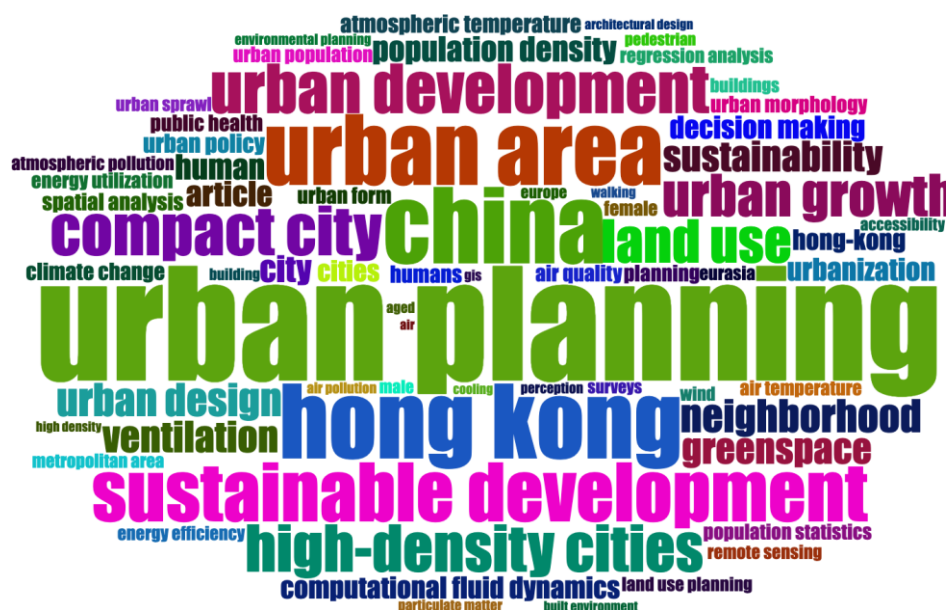 atmospheric temperature architectural design
environmental planning pedestrian
urban population population density regression analysis
urban development buildings
urban sprawl urban morphology
public health urban area decision making
urban policy
atmospheric pollution human sustainability
energy utilization
spatial analysis article urban form europe walking female urban growth
compact city china land use accessibility
hong-kong
climate change building city cities humans gis air quality planning eurasia urbanization
urban planning
aged
air
urban design air pollution male cooling perception surveys wind air temperature
high density ventilation hong kong neighborhood
metropolitan area greenspace
sustainable development
energy efficiency high-density cities population statistics
remote sensing
computational fluid dynamics land use planning
particulate matter built environment